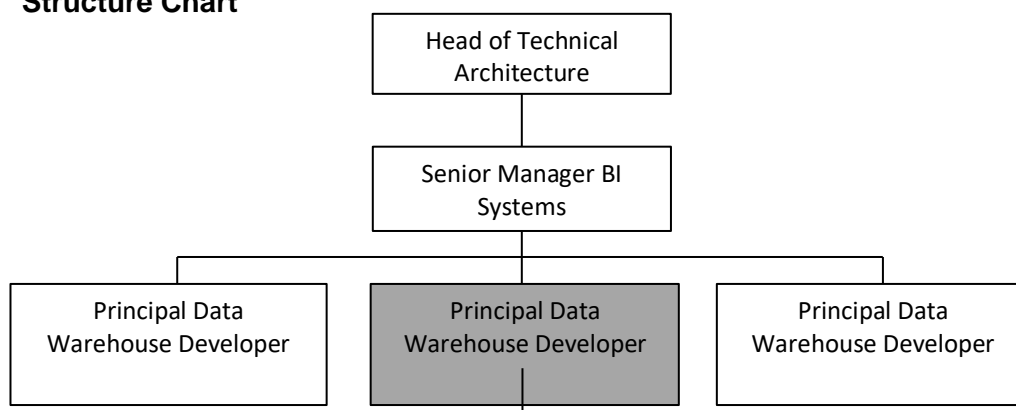 Structure Chart
Head of Technical
Architecture
Senior Manager BI
Systems
Principal Data
Warehouse Developer
Principal Data
Warehouse Developer
Principal Data
Warehouse Developer